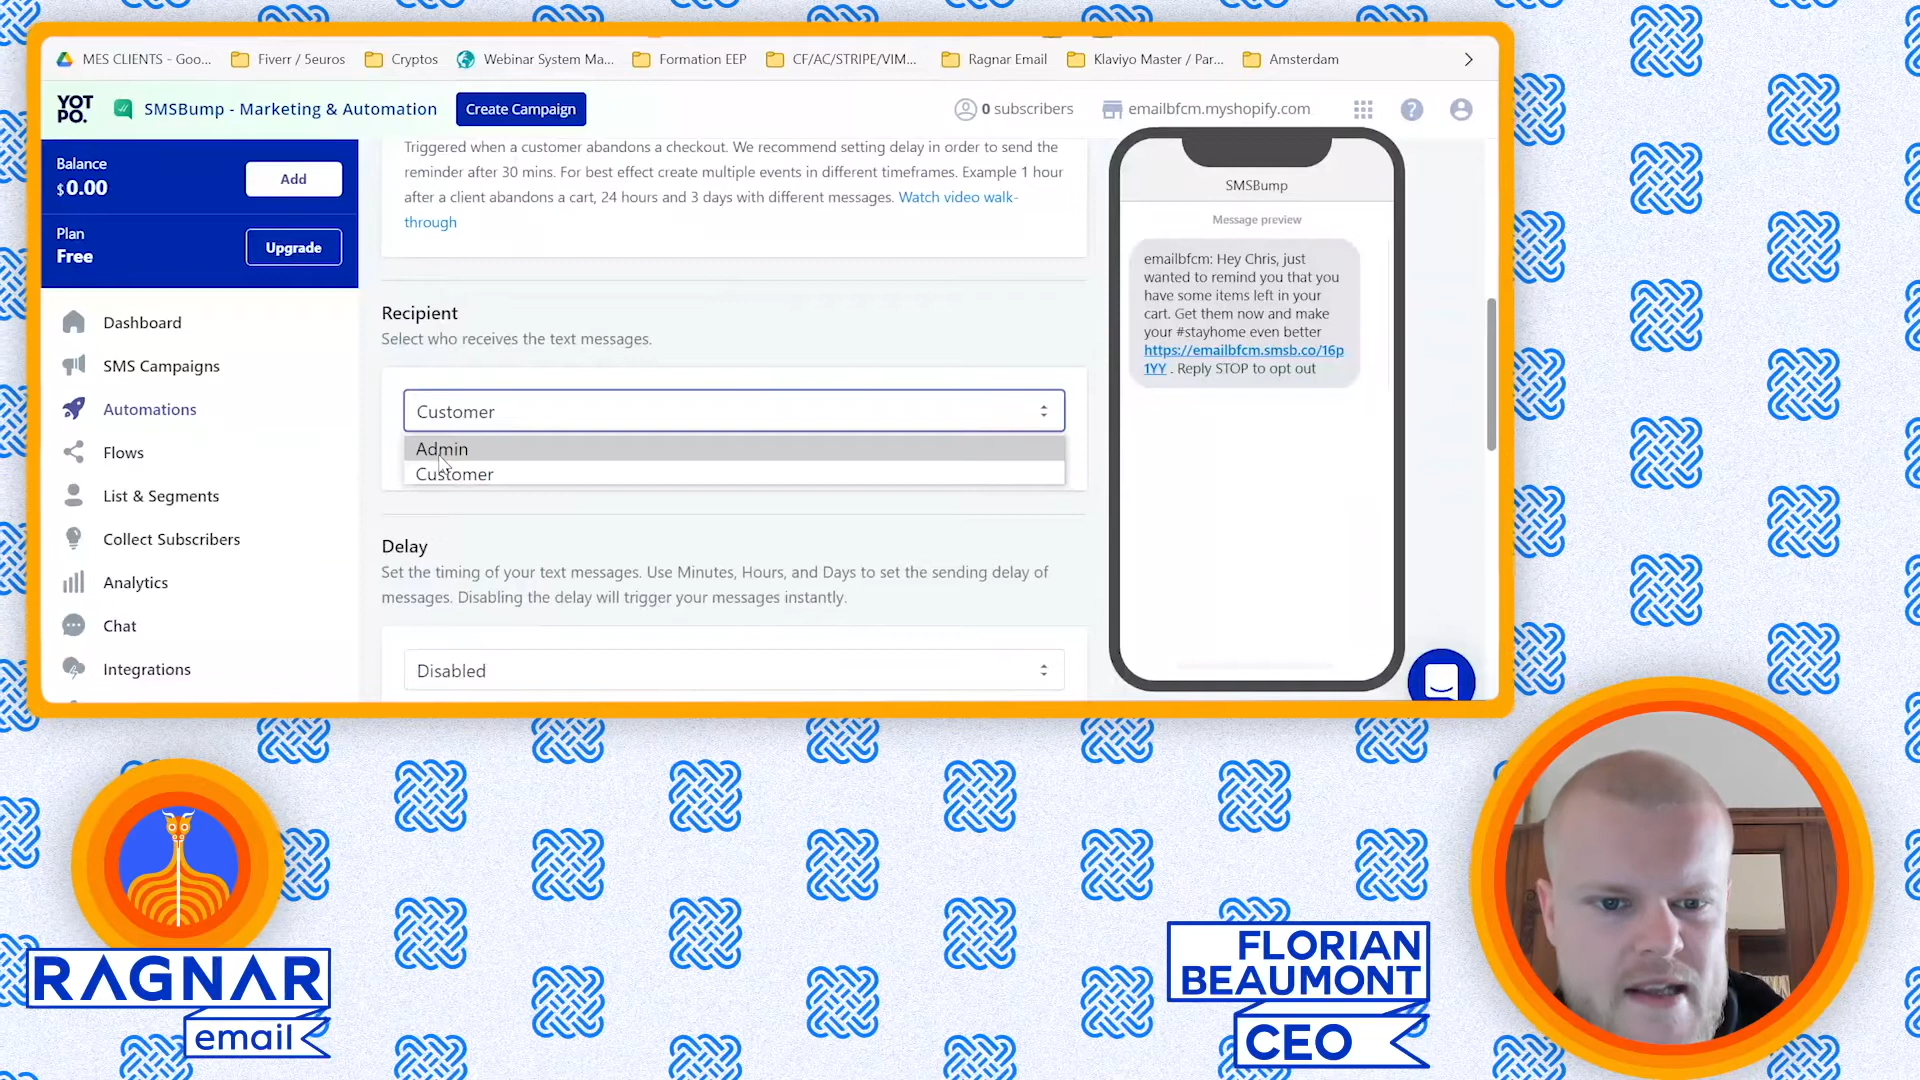 MES CLIENTS - Goo...
Fiverr / 5euros
Cryptos
Webinar System Ma...
Formation EEP
CF/AC/STRIPE/VIM...
Ragnar Email
Klaviyo Master / Par...
Amsterdam
YOT
PO.
SMSBump - Marketing & Automation
Create Campaign
0 subscribers
emailbfcm.myshopify.com
Balance
$0.00
Add
Plan
Free
Upgrade
Dashboard
SMS Campaigns
Automations
Flows
List & Segments
Collect Subscribers
Analytics
Chat
Integrations
Triggered when a customer abandons a checkout. We recommend setting delay in order to send the
reminder after 30 mins. For best effect create multiple events in different timeframes. Example 1 hour
after a client abandons a cart, 24 hours and 3 days with different messages. Watch video walk-
through
Recipient
Select who receives the text messages.
Customer
Admin
Customer
Delay
Set the timing of your text messages. Use Minutes, Hours, and Days to set the sending delay of
messages. Disabling the delay will trigger your messages instantly.
Disabled
SMSBump
Message preview
emailbfcm: Hey Chris, just
wanted to remind you that you
have some items left in your
cart. Get them now and make
your #stayhome even better
https://emailbfcm.smsb.co/16p
1YY . Reply STOP to opt out
RAGNAR
email
FLORIAN
BEAUMONT
CEO